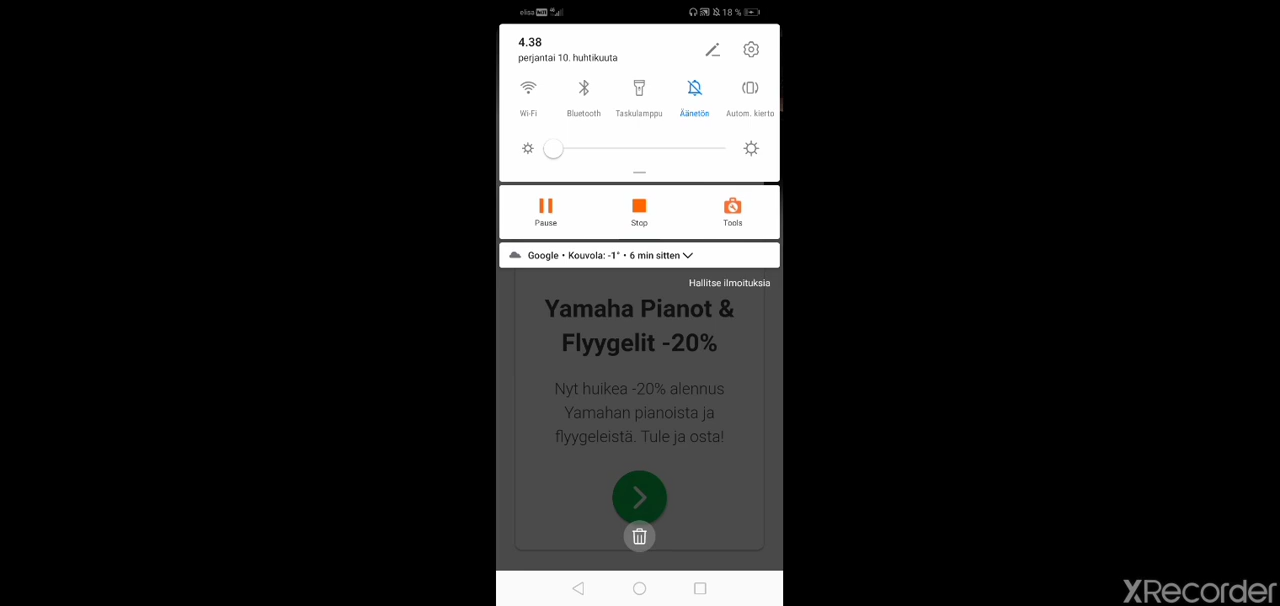 elisa
18 %
4.38
perjantai 10. huhtikuuta
Wi-Fi
Bluetooth
Taskulamppu
Äänetön
Autom. kierto
Pause
Stop
Tools
Google • Kouvola: -1° • 6 min sitten
Hallitse ilmoituksia
Yamaha Pianot &
Flyygelit -20%
Nyt huikea -20% alennus
Yamahan pianoista ja
flyygeleistä. Tule ja osta!
XRecorder